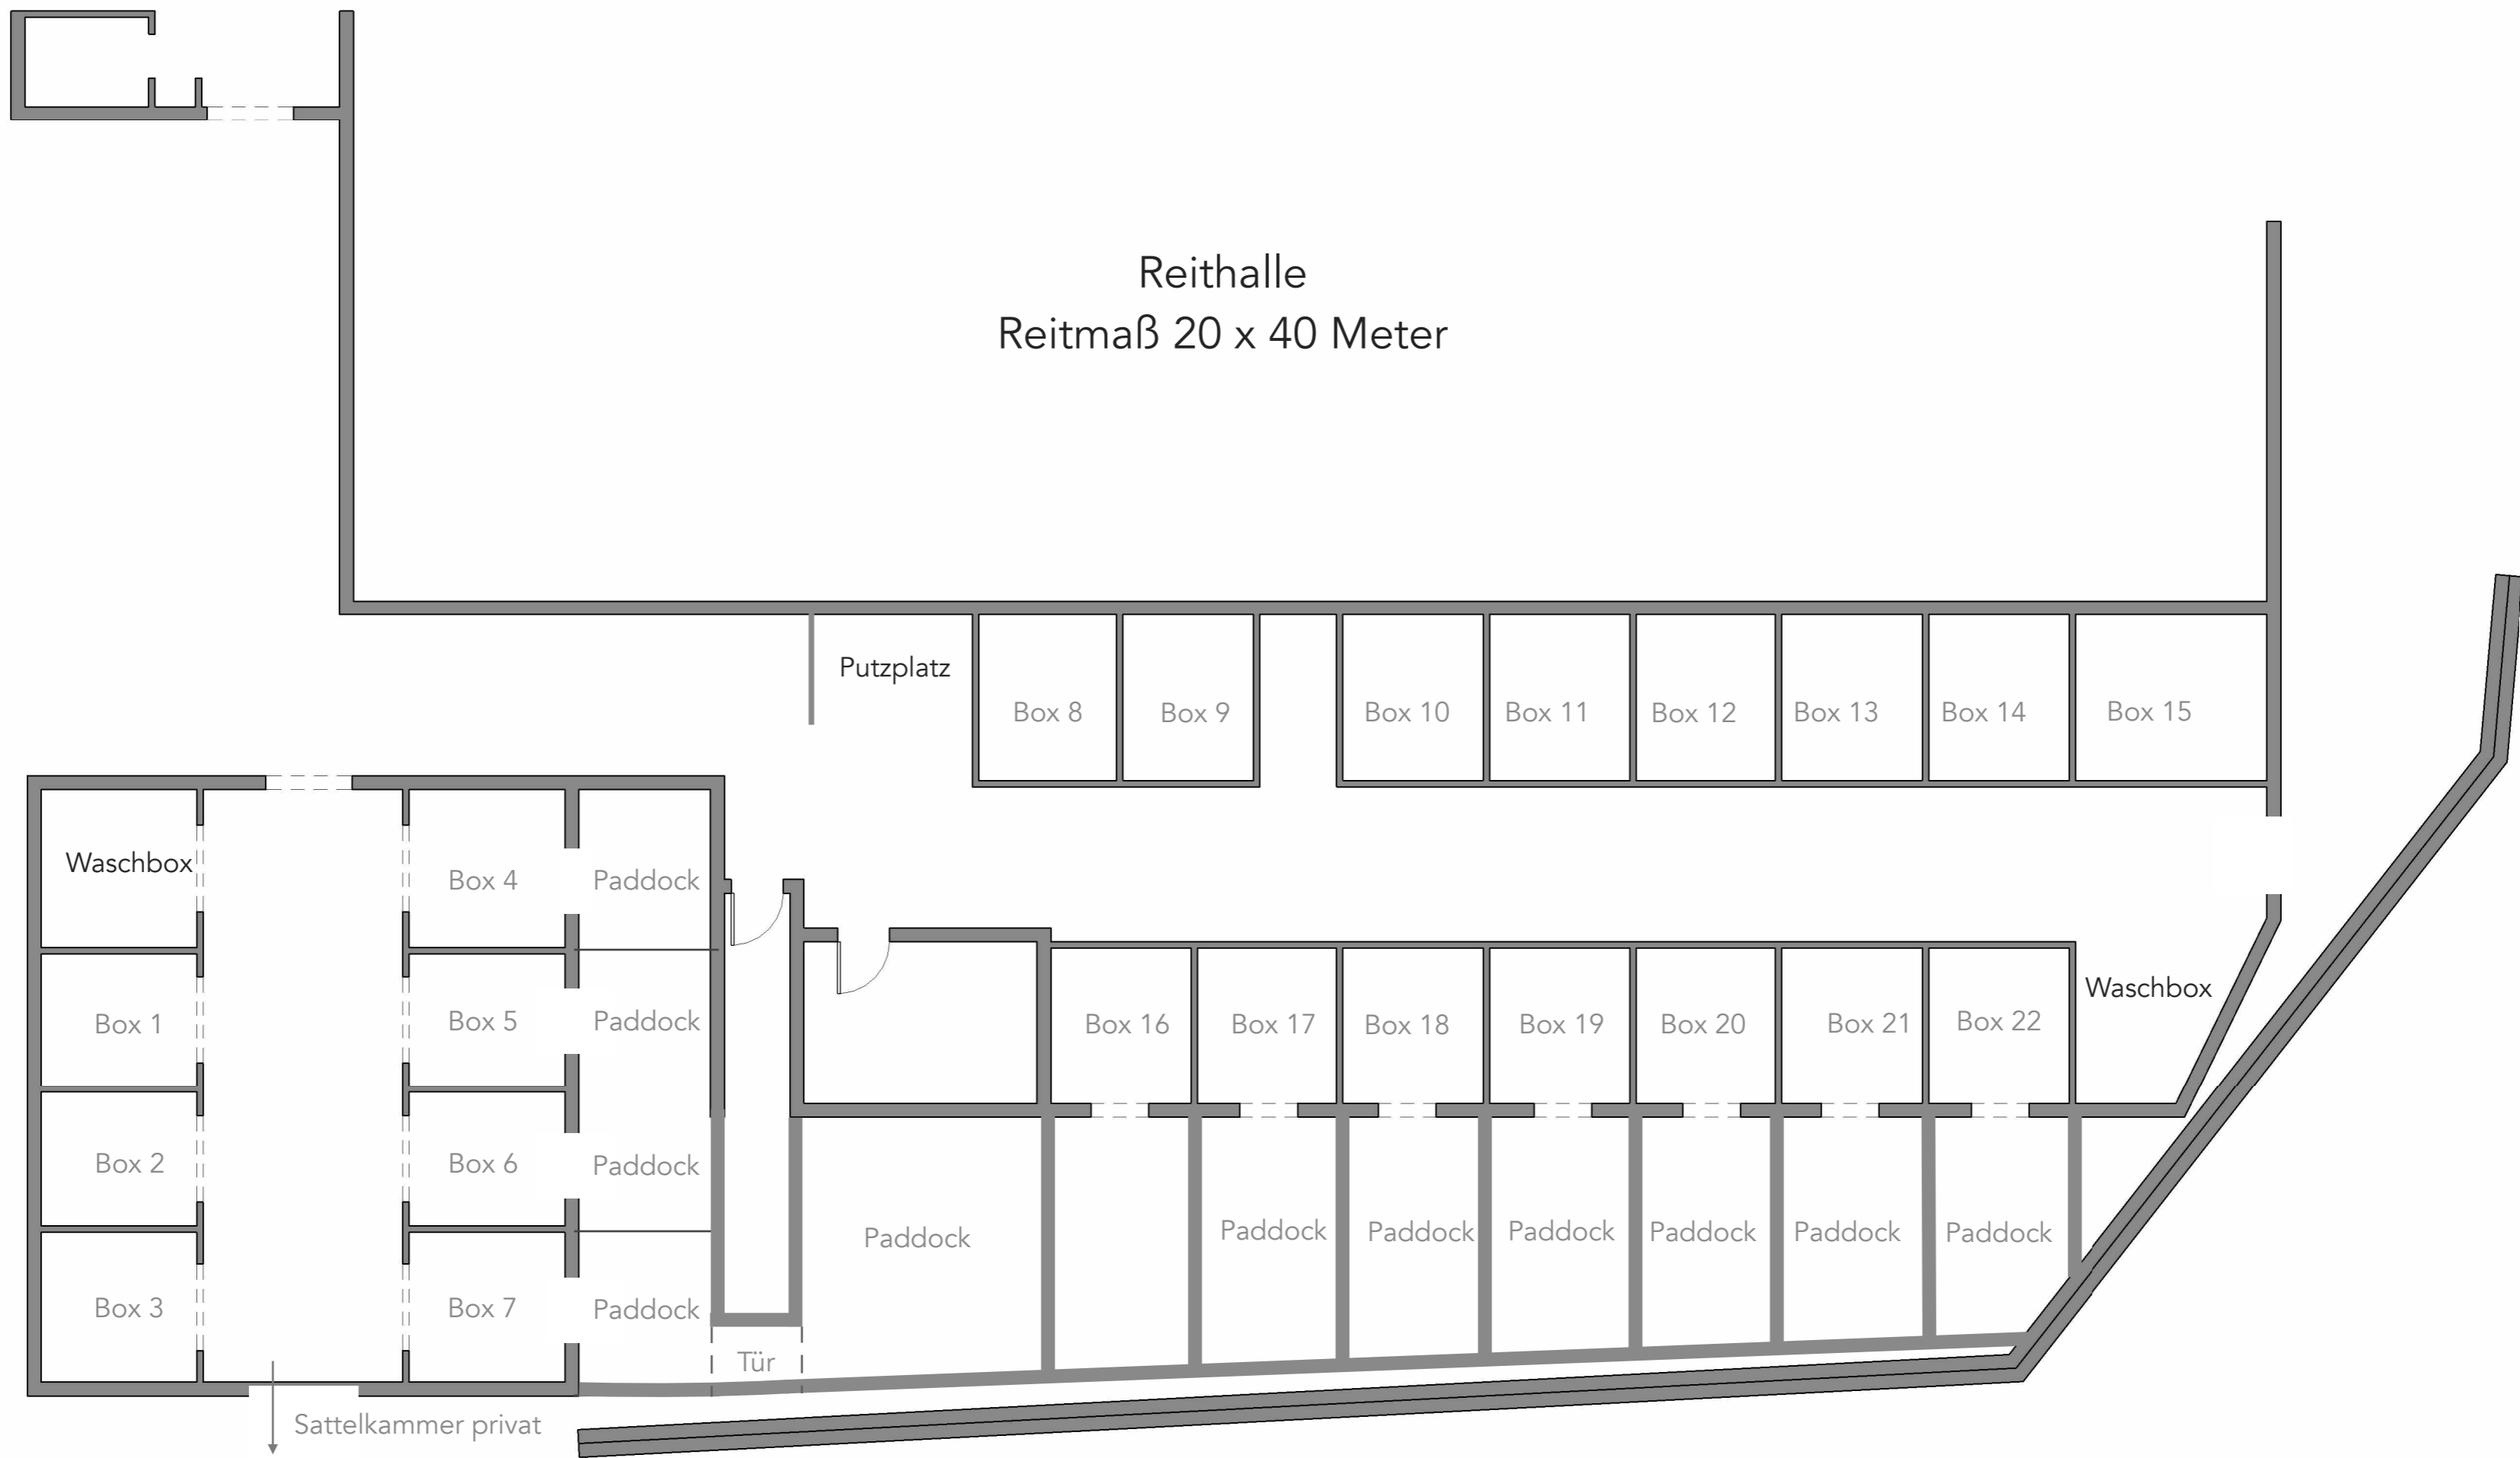 Reithalle
Reitmaß 20 x 40 Meter
Putzplatz
Box 8
Box 9
Box 10
Box 11
Box 12
Box 13
Box 14
Box 15
Waschbox
Box 4
Paddock
Box 1
Box 5
Paddock
Box 2
Box 6
Paddock
Box 3
Box 7
Paddock
Waschbox
Box 16
Box 17
Box 18
Box 19
Box 20
Box 21
Box 22
Paddock
Paddock
Paddock
Paddock
Paddock
Paddock
Paddock
Tür
Sattelkammer privat